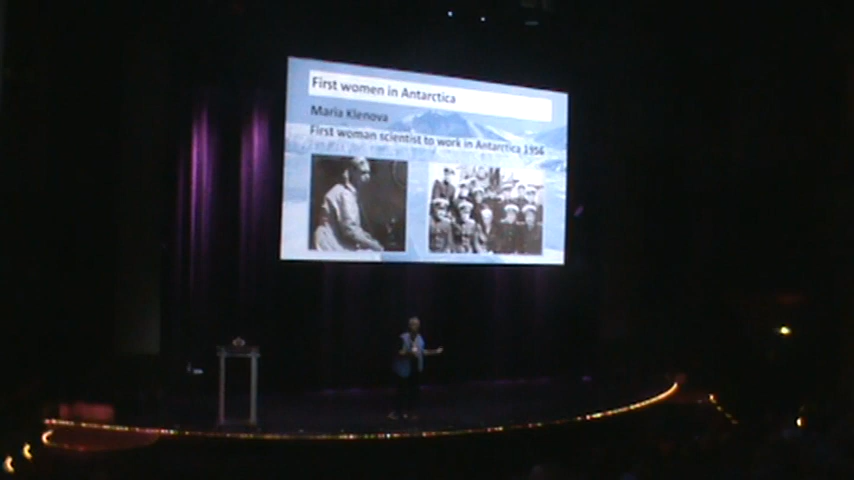 First women in Antarctica
Maria Klenova
First woman scientist to work in Antarctica 1956